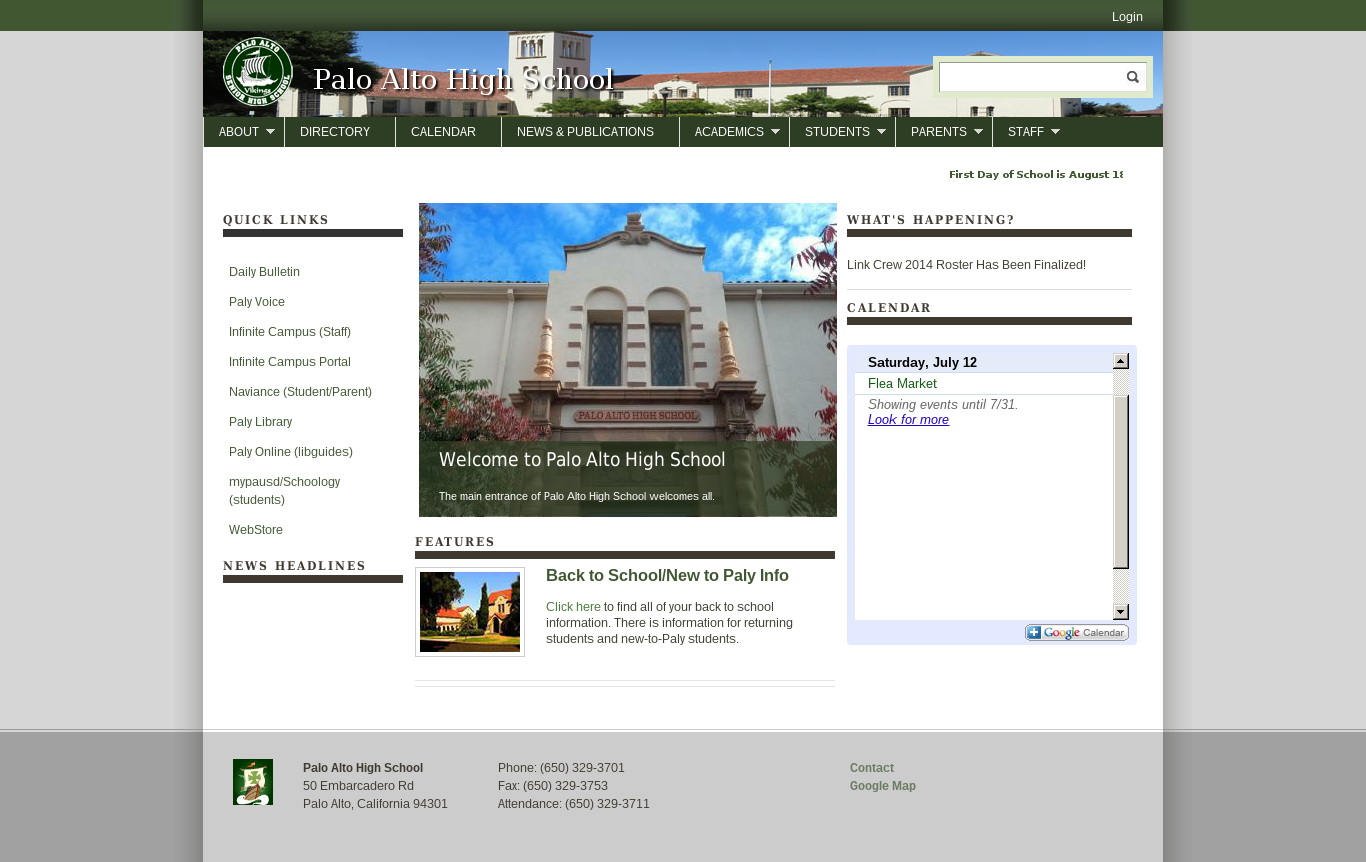 Login
PALO ALTO
Vikings
SENIOR HIGH SCHOOL
Palo Alto High School
ABOUT
DIRECTORY
CALENDAR
NEWS & PUBLICATIONS
ACADEMICS
STUDENTS
PARENTS
STAFF
First Day of School is August 18
QUICK LINKS
Daily Bulletin
Paly Voice
Infinite Campus (Staff)
Infinite Campus Portal
Naviance (Student/Parent)
Paly Library
Paly Online (libguides)
mypausd/Schoology
(students)
WebStore
NEWS HEADLINES
PALO ALTO HIGH SCHOOL
Welcome to Palo Alto High School
The main entrance of Palo Alto High School welcomes all.
FEATURES
Back to School/New to Paly Info
Click here to find all of your back to school
information. There is information for returning
students and new-to-Paly students.
WHAT'S HAPPENING?
Link Crew 2014 Roster Has Been Finalized!
CALENDAR
Saturday, July 12
Flea Market
Showing events until 7/31.
Look for more
Google Calendar
Palo Alto High School
50 Embarcadero Rd
Palo Alto, California 94301
Phone: (650) 329-3701
Fax: (650) 329-3753
Attendance: (650) 329-3711
Contact
Google Map